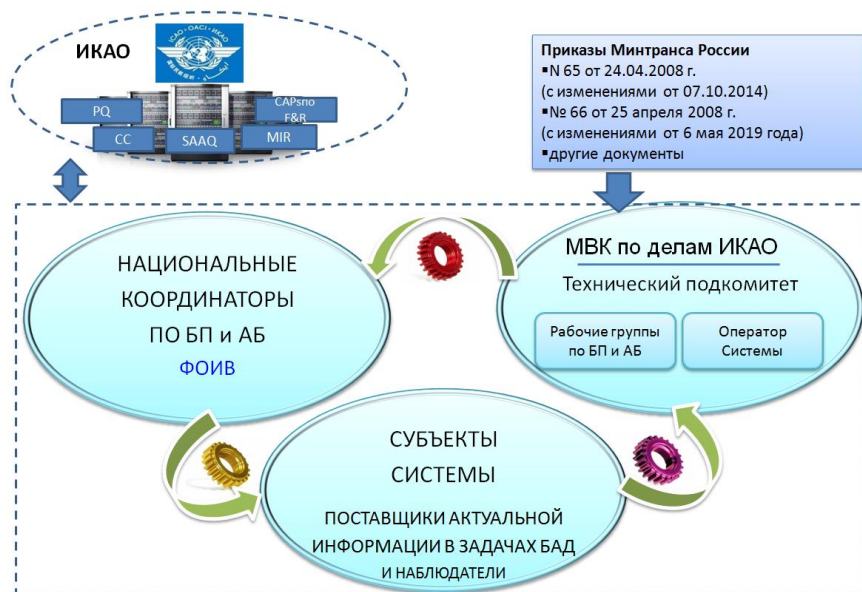 ИКАО
ICAO · OACI · ИКАО
PQ
CAPsпо
F&R
CC
SAAQ
MIR
Приказы Минтранса России
▪N 65 от 24.04.2008 г.
(с изменениями от 07.10.2014)
▪№ 66 от 25 апреля 2008 г.
(с изменениями от 6 мая 2019 года)
▪другие документы
НАЦИОНАЛЬНЫЕ
КООРДИНАТОРЫ
ПО БП и АБ
ФОИВ
МВК по делам ИКАО
Технический подкомитет
Рабочие группы
по БП и АБ
Оператор
Системы
СУБЪЕКТЫ
СИСТЕМЫ
ПОСТАВЩИКИ АКТУАЛЬНОЙ
ИНФОРМАЦИИ В ЗАДАЧАХ БАД
И НАБЛЮДАТЕЛИ